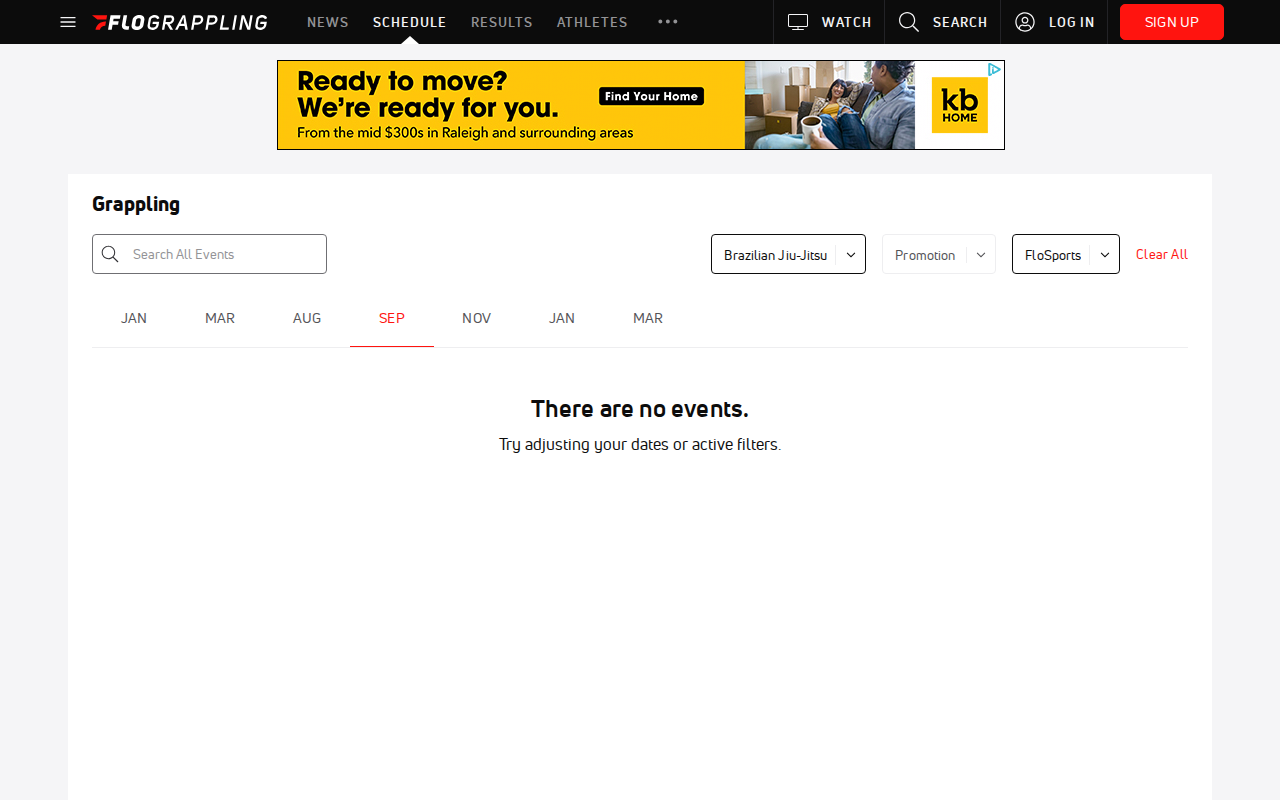 FLOGRAPPLING
NEWS
SCHEDULE
RESULTS
ATHLETES
WATCH
SEARCH
LOG IN
SIGN UP
Ready to move?
We're ready for you.
From the mid $300s in Raleigh and surrounding areas
Find Your Home
kb
HOME
Grappling
Search All Events
Brazilian Jiu-Jitsu
Promotion
FloSports
Clear All
JAN
MAR
AUG
SEP
NOV
JAN
MAR
There are no events.
Try adjusting your dates or active filters.